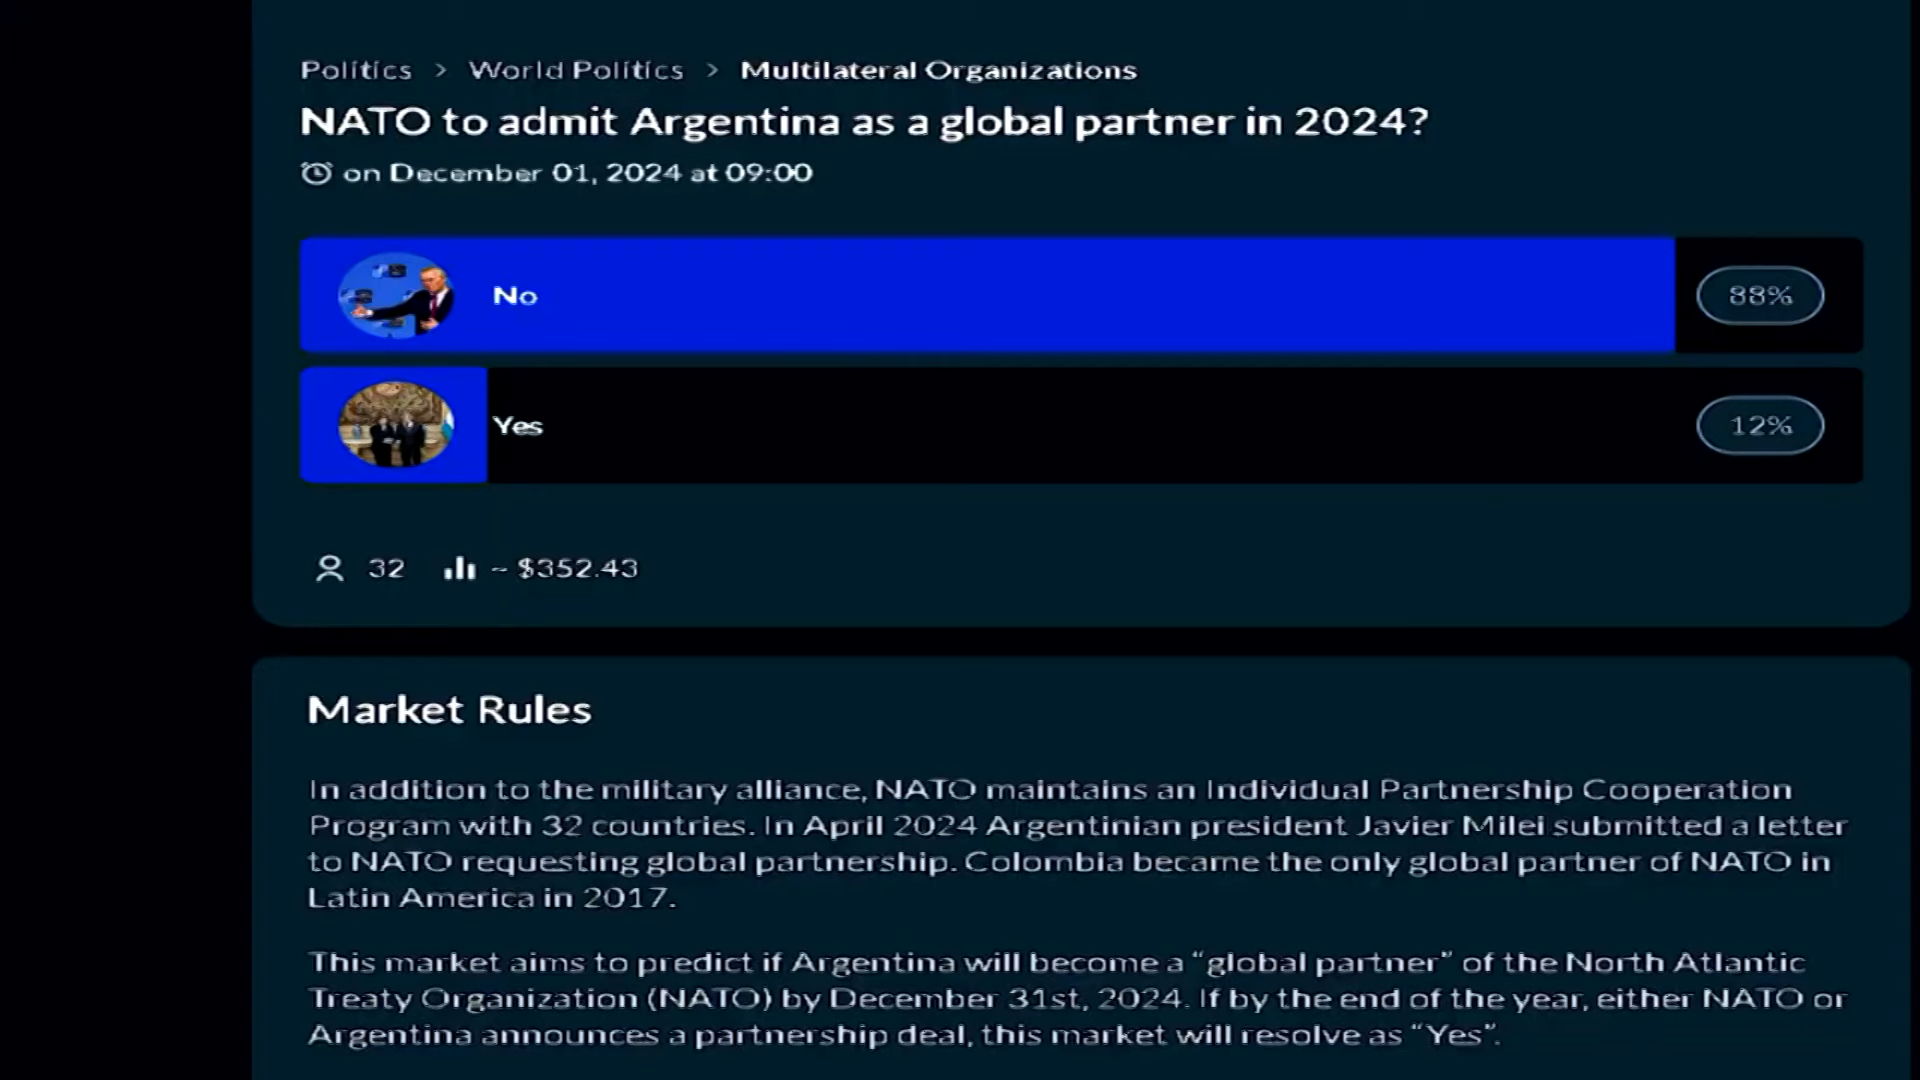 Politics > World Politics > Multilateral Organizations
NATO to admit Argentina as a global partner in 2024?
on December 01, 2024 at 09:00
No 88%
Yes 12%
32 ~ $352.43
Market Rules
In addition to the military alliance, NATO maintains an Individual Partnership Cooperation
Program with 32 countries. In April 2024 Argentinian president Javier Milei submitted a letter
to NATO requesting global partnership. Colombia became the only global partner of NATO in
Latin America in 2017.
This market aims to predict if Argentina will become a “global partner” of the North Atlantic
Treaty Organization (NATO) by December 31st, 2024. If by the end of the year, either NATO or
Argentina announces a partnership deal, this market will resolve as “Yes”.